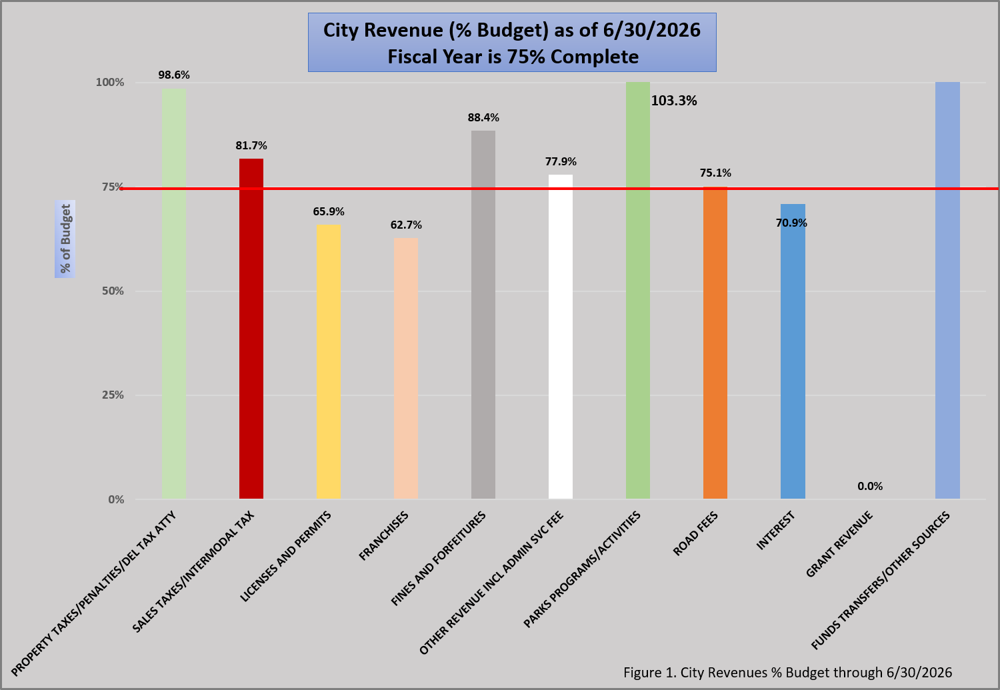 City Revenue (% Budget) as of 6/30/2026
Fiscal Year is 75% Complete
% of Budget
100%
75%
50%
25%
0%
98.6%
81.7%
65.9%
62.7%
88.4%
77.9%
103.3%
75.1%
70.9%
0.0%
PROPERTY TAXES/PENALTIES/DEL TAX ATTY
SALES TAXES/INTERMODAL TAX
LICENSES AND PERMITS
FRANCHISES
FINES AND FORFEITURES
OTHER REVENUE INCL ADMIN SVC FEE
PARKS PROGRAMS/ACTIVITIES
ROAD FEES
INTEREST
GRANT REVENUE
FUNDS TRANSFERS/OTHER SOURCES
Figure 1. City Revenues % Budget through 6/30/2026